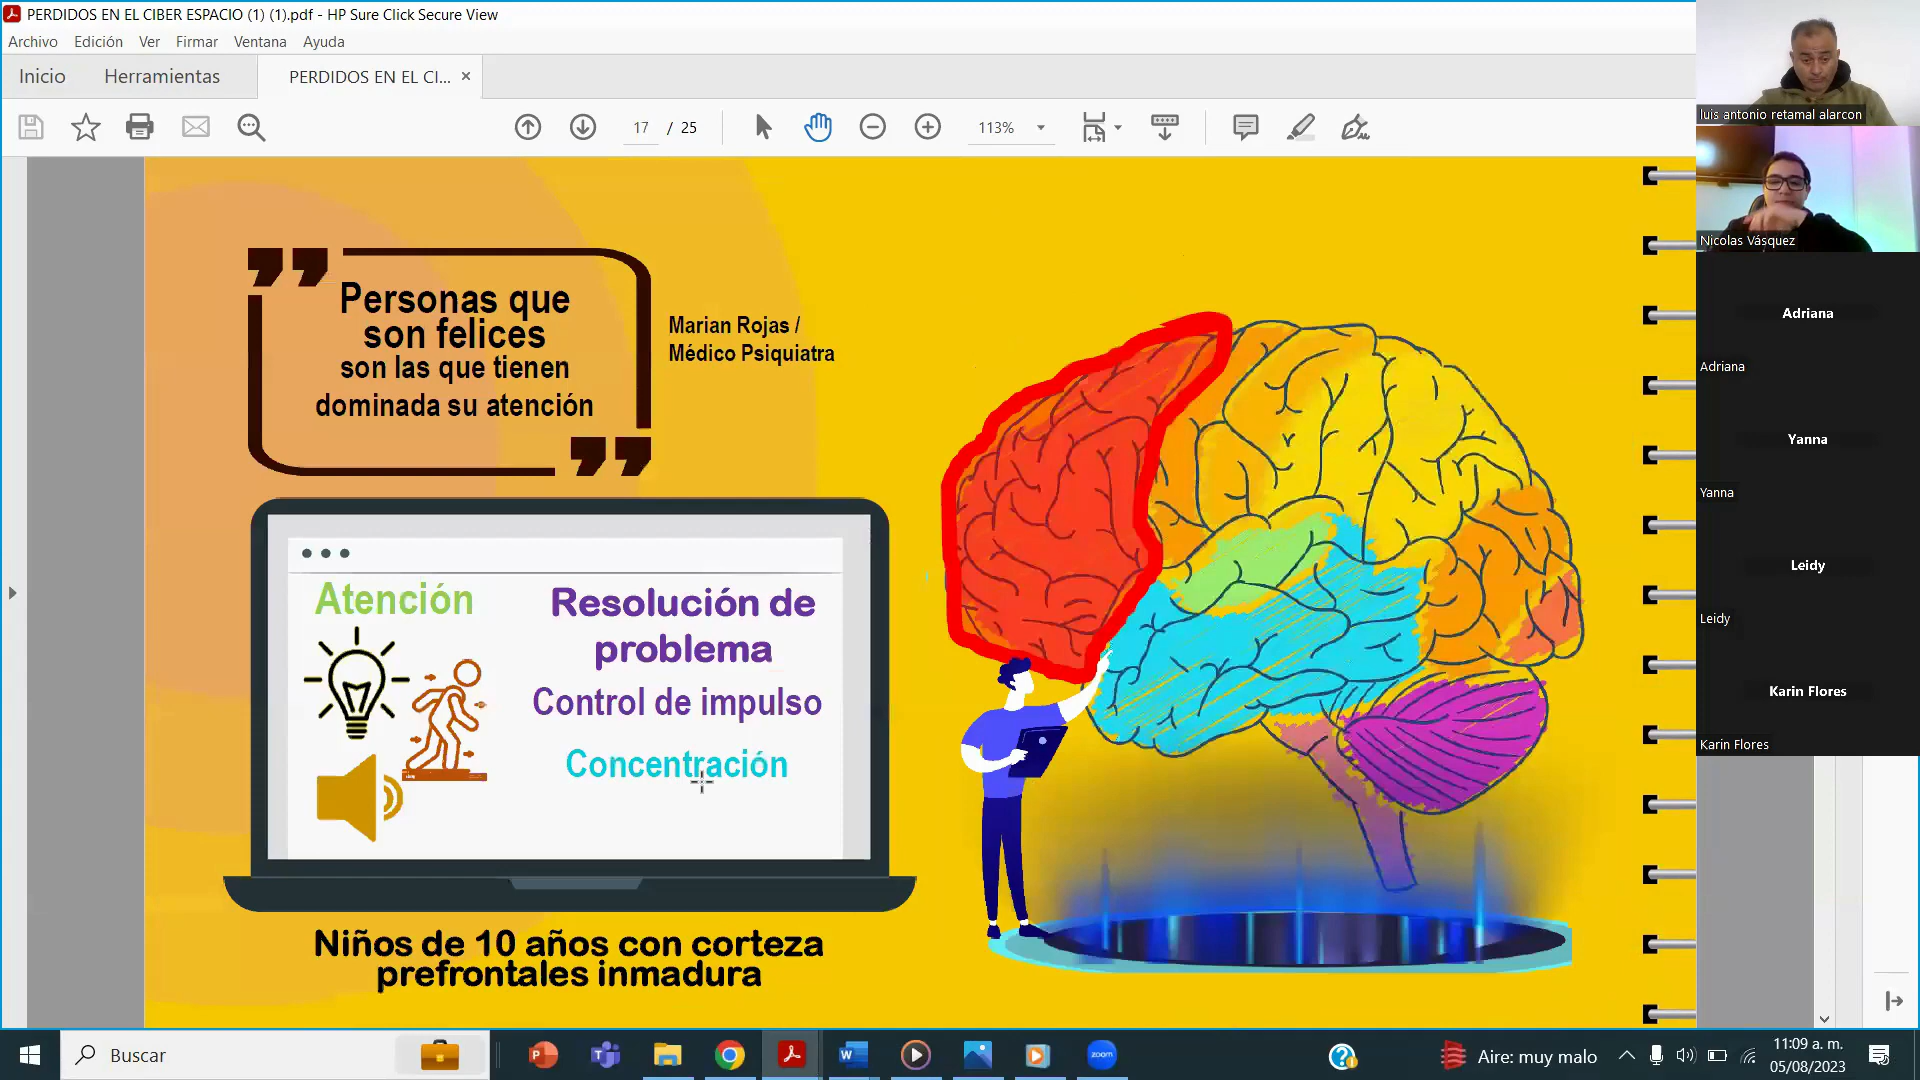 PERDIDOS EN EL CIBER ESPACIO (1) (1).pdf - HP Sure Click Secure View
Archivo Edición Ver Firmar Ventana Ayuda
Inicio Herramientas PERDIDOS EN EL CI... ×
17 / 25 113%
Personas que
son felices
son las que tienen
dominada su atención
Marian Rojas /
Médico Psiquiatra
Atención
Resolución de
problema
Control de impulso
Concentración
Niños de 10 años con corteza
prefrontales inmadura
luis antonio retamal alarcon
Nicolas Vásquez
Adriana
Adriana
Yanna
Yanna
Leidy
Leidy
Karin Flores
Karin Flores
Buscar
zoom
Aire: muy malo
11:09 a. m.
05/08/2023